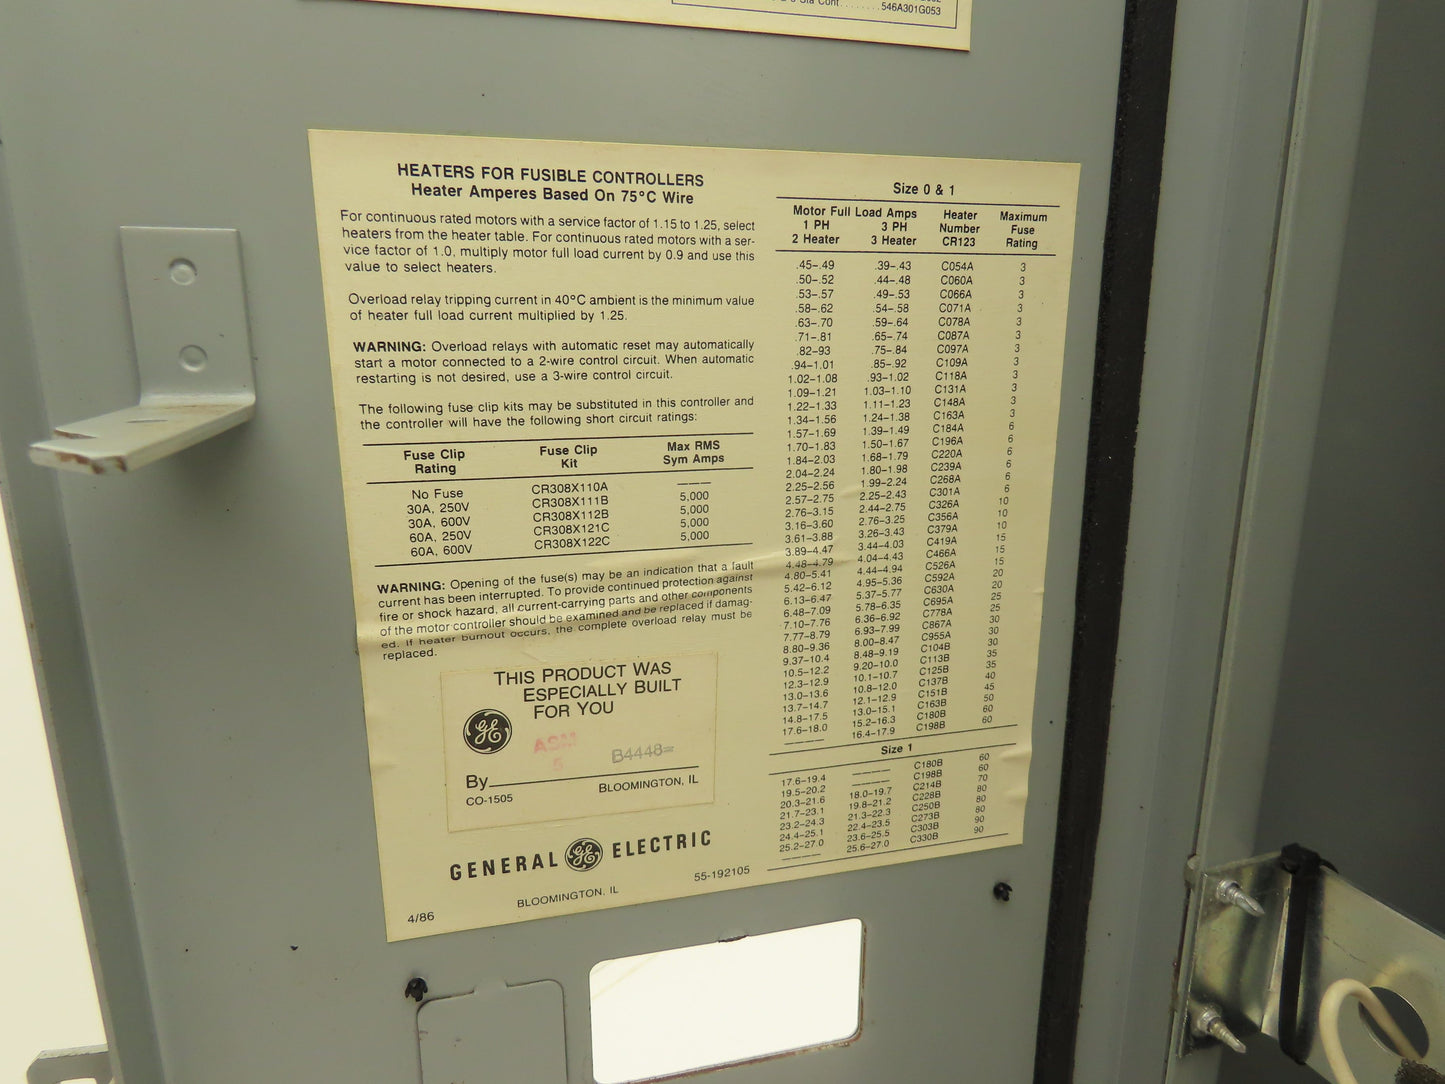 2 & 3 Sta Cont ........ 546A301G053
HEATERS FOR FUSIBLE CONTROLLERS
Heater Amperes Based On 75°C Wire
For continuous rated motors with a service factor of 1.15 to 1.25, select
heaters from the heater table. For continuous rated motors with a ser-
vice factor of 1.0, multiply motor full load current by 0.9 and use this
value to select heaters.
Overload relay tripping current in 40°C ambient is the minimum value
of heater full load current multiplied by 1.25.
WARNING: Overload relays with automatic reset may automatically
start a motor connected to a 2-wire control circuit. When automatic
restarting is not desired, use a 3-wire control circuit.
The following fuse clip kits may be substituted in this controller and
the controller will have the following short circuit ratings:
Fuse Clip Fuse Clip Max RMS
Rating Kit Sym Amps
No Fuse CR308X110A ———
30A, 250V CR308X111B 5,000
30A, 600V CR308X112B 5,000
60A, 250V CR308X121C 5,000
60A, 600V CR308X122C 5,000
WARNING: Opening of the fuse(s) may be an indication that a fault
current has been interrupted. To provide continued protection against
fire or shock hazard, all current-carrying parts and other components
of the motor controller should be examined and be replaced if damag-
ed. If heater burnout occurs, the complete overload relay must be
replaced.
THIS PRODUCT WAS
ESPECIALLY BUILT
FOR YOU
GE
ASM
5
B4448=
By
CO-1505 BLOOMINGTON, IL
GENERAL GE ELECTRIC
BLOOMINGTON, IL
55-192105
4/86
Size 0 & 1
Motor Full Load Amps Heater Maximum
1 PH 3 PH Number Fuse
2 Heater 3 Heater CR123 Rating
.45–.49 .39–.43 C054A 3
.50–.52 .44–.48 C060A 3
.53–.57 .49–.53 C066A 3
.58–.62 .54–.58 C071A 3
.63–.70 .59–.64 C078A 3
.71–.81 .65–.74 C087A 3
.82–93 .75–.84 C097A 3
.94–1.01 .85–.92 C109A 3
1.02–1.08 .93–1.02 C118A 3
1.09–1.21 1.03–1.10 C131A 3
1.22–1.33 1.11–1.23 C148A 3
1.34–1.56 1.24–1.38 C163A 3
1.57–1.69 1.39–1.49 C184A 6
1.70–1.83 1.50–1.67 C196A 6
1.84–2.03 1.68–1.79 C220A 6
2.04–2.24 1.80–1.98 C239A 6
2.25–2.56 1.99–2.24 C268A 6
2.57–2.75 2.25–2.43 C301A 6
2.76–3.15 2.44–2.75 C326A 10
3.16–3.60 2.76–3.25 C356A 10
3.61–3.88 3.26–3.43 C379A 10
3.89–4.47 3.44–4.03 C419A 15
4.48–4.79 4.04–4.43 C466A 15
4.80–5.41 4.44–4.94 C526A 15
5.42–6.12 4.95–5.36 C592A 20
6.13–6.47 5.37–5.77 C630A 20
6.48–7.09 5.78–6.35 C695A 25
7.10–7.76 6.36–6.92 C778A 25
7.77–8.79 6.93–7.99 C867A 30
8.80–9.36 8.00–8.47 C955A 30
9.37–10.4 8.48–9.19 C104B 30
10.5–12.2 9.20–10.0 C113B 35
12.3–12.9 10.1–10.7 C125B 35
13.0–13.6 10.8–12.0 C137B 40
13.7–14.7 12.1–12.9 C151B 45
14.8–17.5 13.0–15.1 C163B 50
17.6–18.0 15.2–16.3 C180B 60
———— 16.4–17.9 C198B 60
Size 1
17.6–19.4 ———— C180B 60
19.5–20.2 C198B 60
20.3–21.6 18.0–19.7 C214B 70
21.7–23.1 19.8–21.2 C228B 80
23.2–24.3 21.3–22.3 C250B 80
24.4–25.1 22.4–23.5 C273B 80
25.2–27.0 23.6–25.5 C303B 90
———— 25.6–27.0 C330B 90